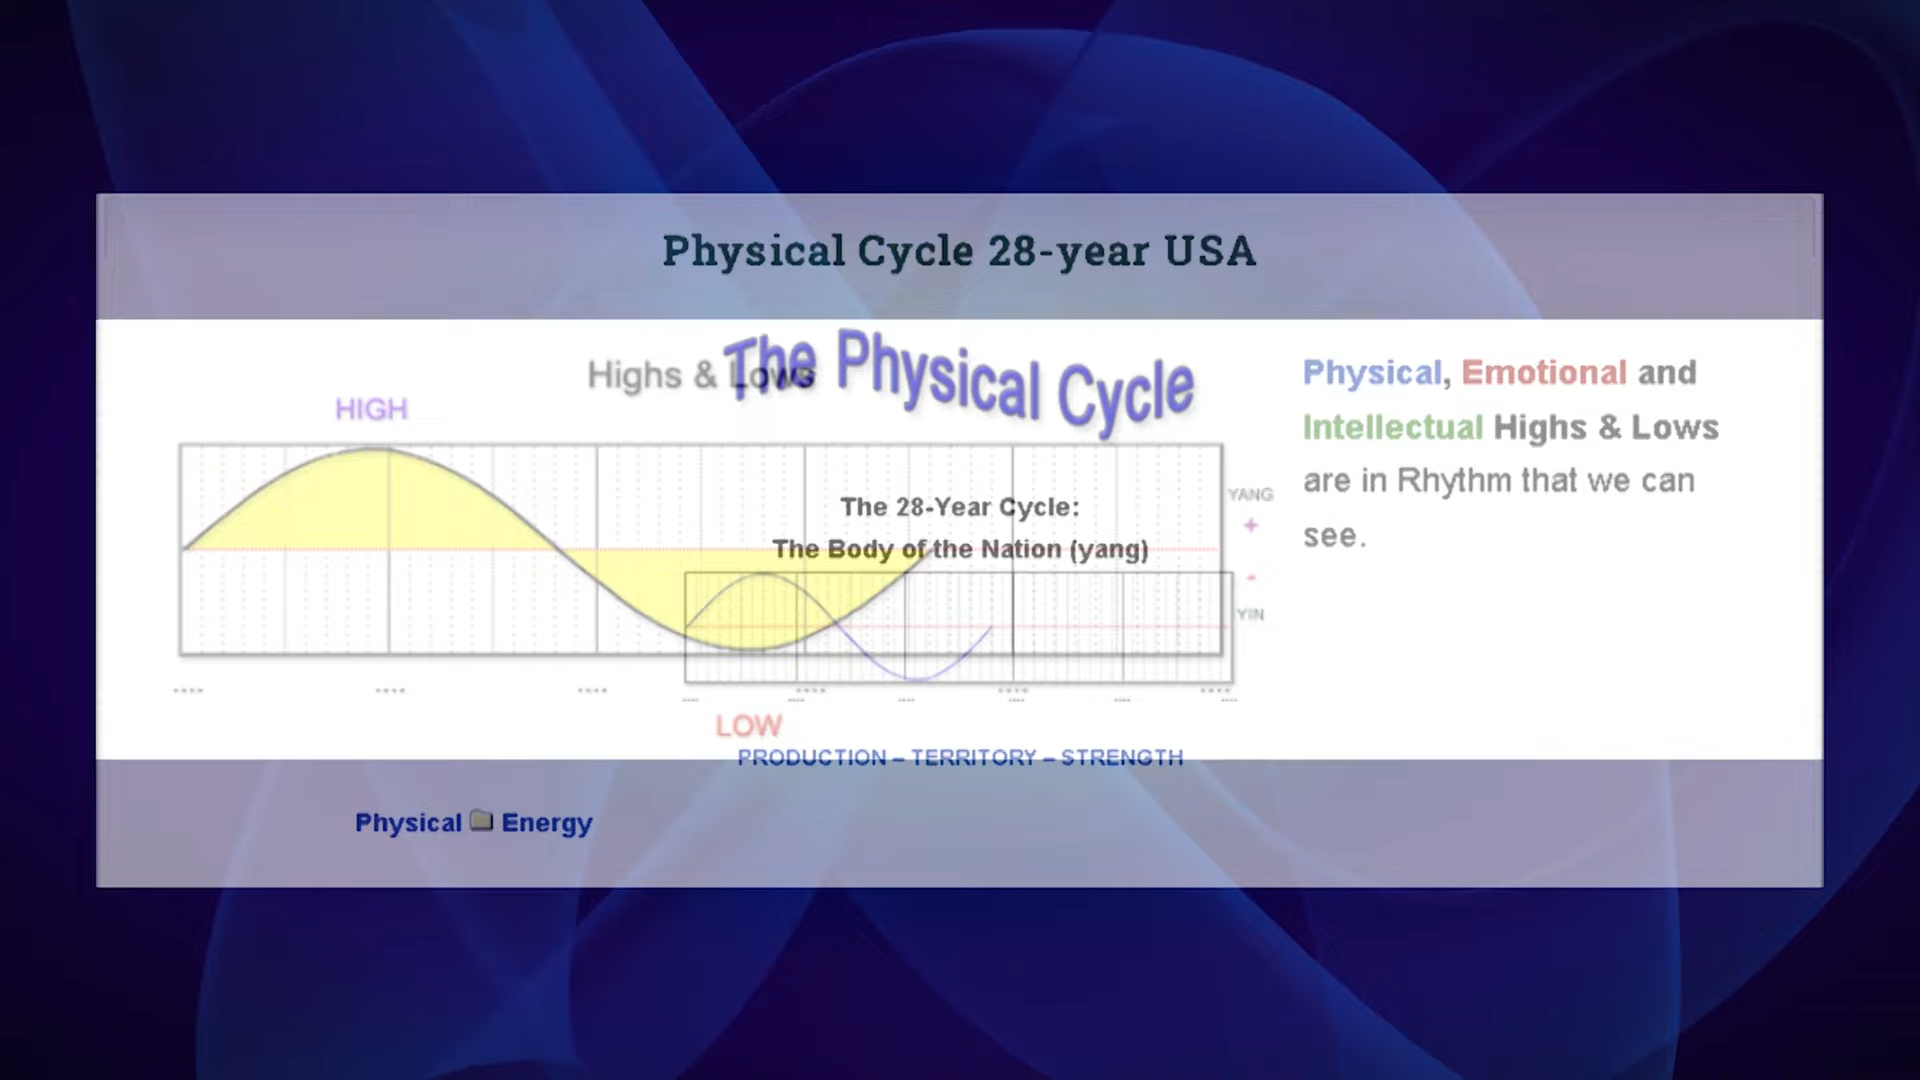 Physical Cycle 28-year USA
The Physical Cycle
Highs & Lows
HIGH
Physical, Emotional and
Intellectual Highs & Lows
are in Rhythm that we can
see.
YANG
+
-
YIN
The 28-Year Cycle:
The Body of the Nation (yang)
LOW
PRODUCTION – TERRITORY – STRENGTH
Physical Energy